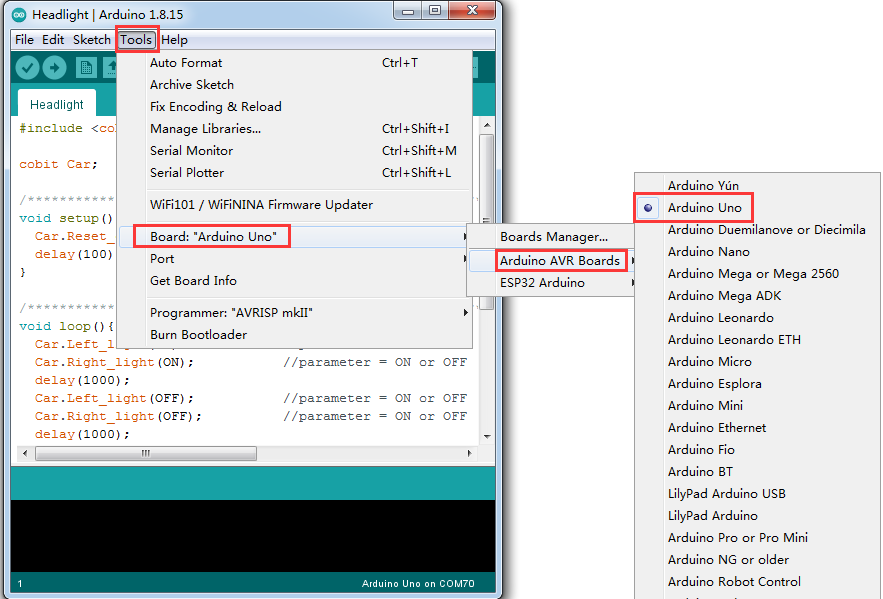 Headlight | Arduino 1.8.15
File Edit Sketch Tools Help
Headlight
#include <co
cobit Car;
/************
void setup()
Car.Reset_
delay(100)
}
/************
void loop(){
Car.Left_l
Car.Right_light(ON); //parameter = ON or OFF
delay(1000);
Car.Left_light(OFF); //parameter = ON or OFF
Car.Right_light(OFF); //parameter = ON or OFF
delay(1000);
1
Arduino Uno on COM70
Auto Format Ctrl+T
Archive Sketch
Fix Encoding & Reload
Manage Libraries... Ctrl+Shift+I
Serial Monitor Ctrl+Shift+M
Serial Plotter Ctrl+Shift+L
WiFi101 / WiFiNINA Firmware Updater
Board: "Arduino Uno"
Port
Get Board Info
Programmer: "AVRISP mkII"
Burn Bootloader
Boards Manager...
Arduino AVR Boards
ESP32 Arduino
Arduino Yún
Arduino Uno
Arduino Duemilanove or Diecimila
Arduino Nano
Arduino Mega or Mega 2560
Arduino Mega ADK
Arduino Leonardo
Arduino Leonardo ETH
Arduino Micro
Arduino Esplora
Arduino Mini
Arduino Ethernet
Arduino Fio
Arduino BT
LilyPad Arduino USB
LilyPad Arduino
Arduino Pro or Pro Mini
Arduino NG or older
Arduino Robot Control